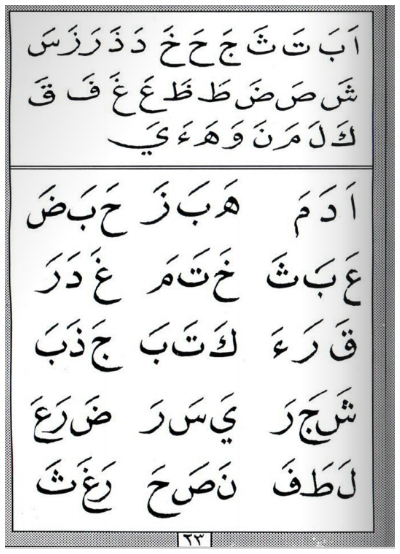 اَ بَ تَ ثَ جَ حَ خَ دَ ذَ رَ زَ سَ
شَ صَ ضَ طَ ظَ عَ غَ فَ قَ
كَ لَ مَ نَ وَ هَ ءَ يَ
اَ دَ مَ هَ بَ زَ حَ بَ ضَ
عَ بَ ثَ خَ تَ مَ غَ دَ رَ
قَ رَ ءَ كَ تَ بَ جَ ذَ بَ
شَ جَ رَ يَ سَ رَ ضَ رَ عَ
لَ طَ فَ نَ صَ حَ رَ غَ ثَ
٢٣